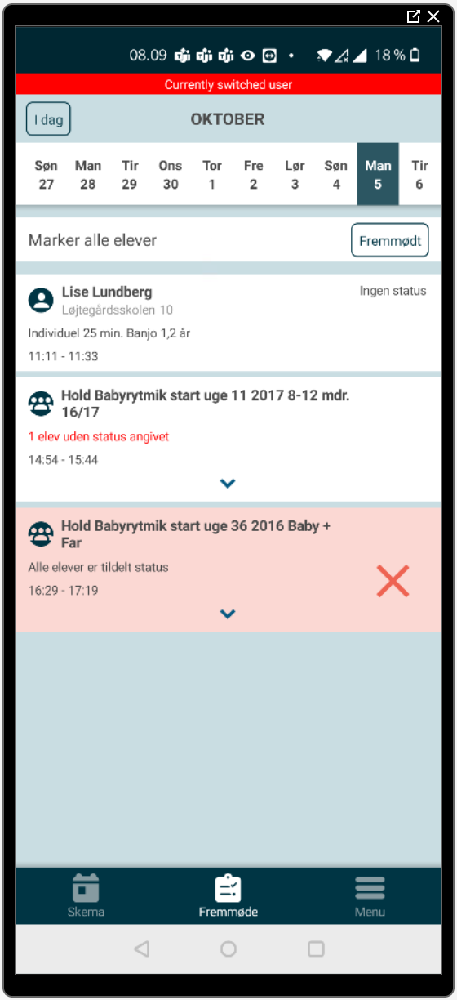 08.09 18 %
Currently switched user
I dag OKTOBER
Søn Man Tir Ons Tor Fre Lør Søn Man Tir
27 28 29 30 1 2 3 4 5 6
Marker alle elever Fremmødt
Lise Lundberg Ingen status
Løjtegårdsskolen 10
Individuel 25 min. Banjo 1,2 år
11:11 - 11:33
Hold Babyrytmik start uge 11 2017 8-12 mdr.
16/17
1 elev uden status angivet
14:54 - 15:44
Hold Babyrytmik start uge 36 2016 Baby +
Far
Alle elever er tildelt status
16:29 - 17:19
Skema Fremmøde Menu